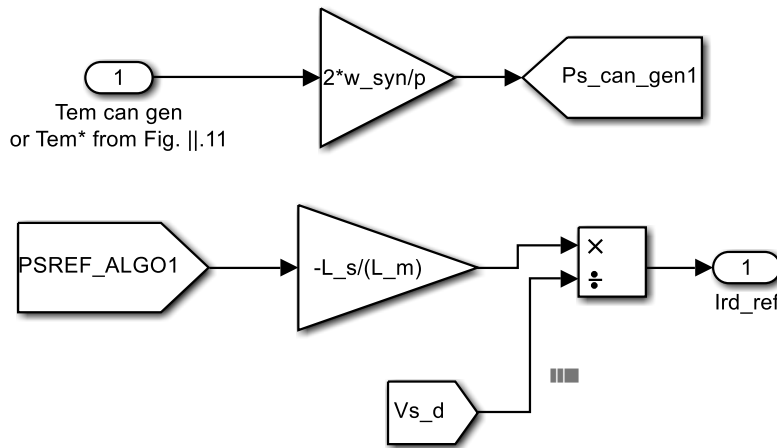 1
2*w_syn/p
Ps_can_gen1
Tem can gen
or Tem* from Fig. ||.11
PSREF_ALGO1
-L_s/(L_m)
×
÷
1
Ird_ref
Vs_d